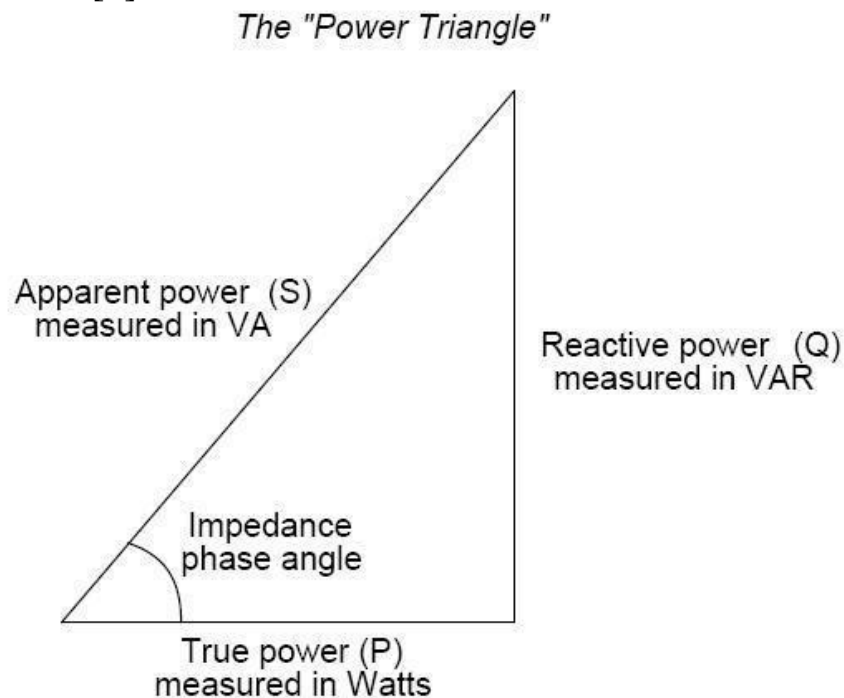 The "Power Triangle"
Apparent power (S)
measured in VA
Reactive power (Q)
measured in VAR
Impedance
phase angle
True power (P)
measured in Watts